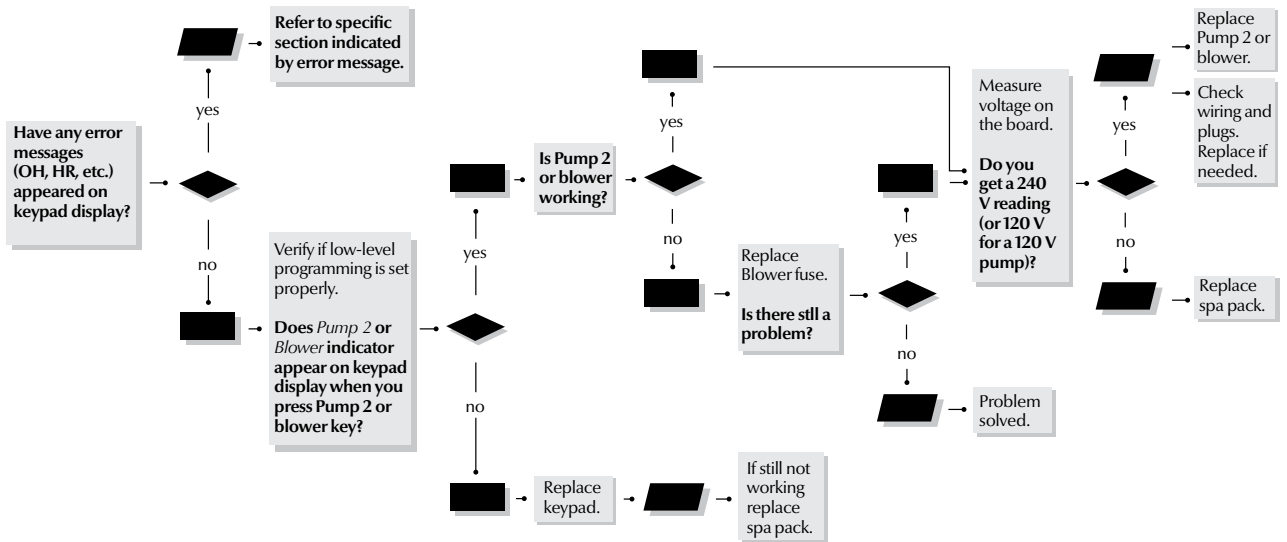 Have any error
messages
(OH, HR, etc.)
appeared on
keypad display?
yes
Refer to specific
section indicated
by error message.
no
Verify if low-level
programming is set
properly.
Does Pump 2 or
Blower indicator
appear on keypad
display when you
press Pump 2 or
blower key?
yes
Is Pump 2
or blower
working?
no
Replace
keypad.
If still not
working
replace
spa pack.
yes
no
Replace
Blower fuse.
Is there stll a
problem?
yes
no
Problem
solved.
Measure
voltage on
the board.
Do you
get a 240
V reading
(or 120 V
for a 120 V
pump)?
yes
Replace
Pump 2 or
blower.
Check
wiring and
plugs.
Replace if
needed.
no
Replace
spa pack.